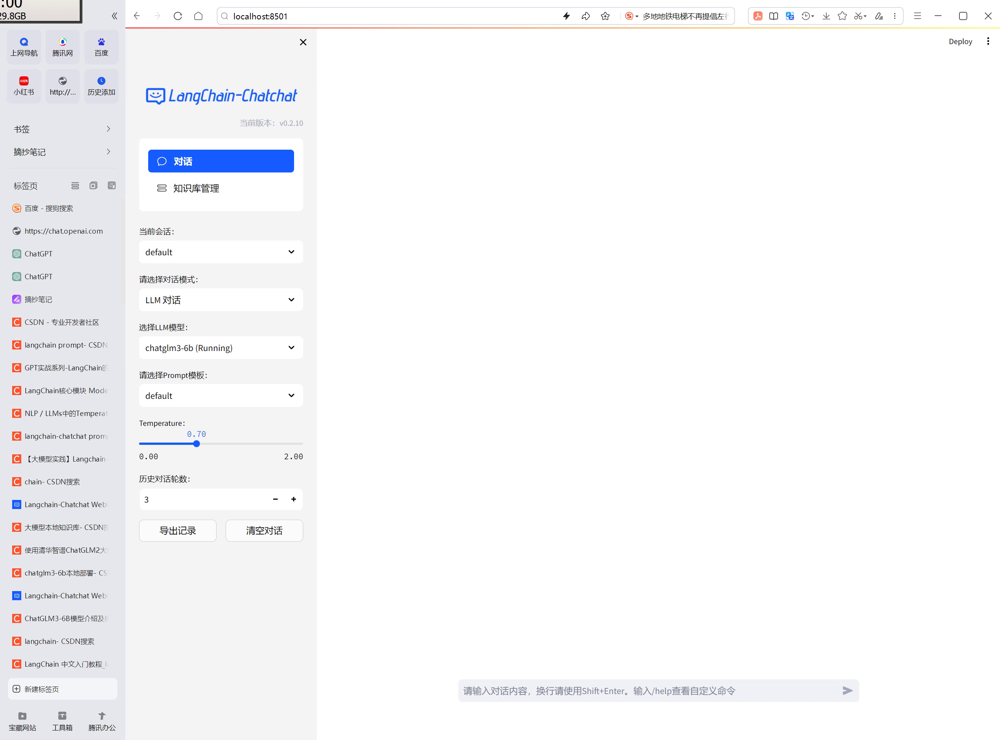 :00
29.8GB
localhost:8501
多地地铁电梯不再提倡左行
上网导航
腾讯网
百度
小红书
http://...
历史添加
书签
摘抄笔记
标签页
百度 - 搜狗搜索
https://chat.openai.com
ChatGPT
ChatGPT
摘抄笔记
CSDN - 专业开发者社区
langchain prompt- CSDN
GPT实战系列-LangChain的
LangChain核心模块 Mode
NLP / LLMs中的Temperat
langchain-chatchat prom
【大模型实践】Langchain-
chain- CSDN搜索
Langchain-Chatchat Web
大模型本地知识库- CSDN搜
使用清华智谱ChatGLM2大
chatglm3-6b本地部署- CS
Langchain-Chatchat Web
ChatGLM3-6B模型介绍及
langchain- CSDN搜索
LangChain 中文入门教程_l
新建标签页
宝藏网站
工具箱
腾讯办公
LangChain-Chatchat
当前版本：v0.2.10
对话
知识库管理
当前会话：
default
请选择对话模式：
LLM 对话
选择LLM模型：
chatglm3-6b (Running)
请选择Prompt模板：
default
Temperature：
0.70
0.00
2.00
历史对话轮数：
3
导出记录
清空对话
Deploy
请输入对话内容，换行请使用Shift+Enter。输入/help查看自定义命令